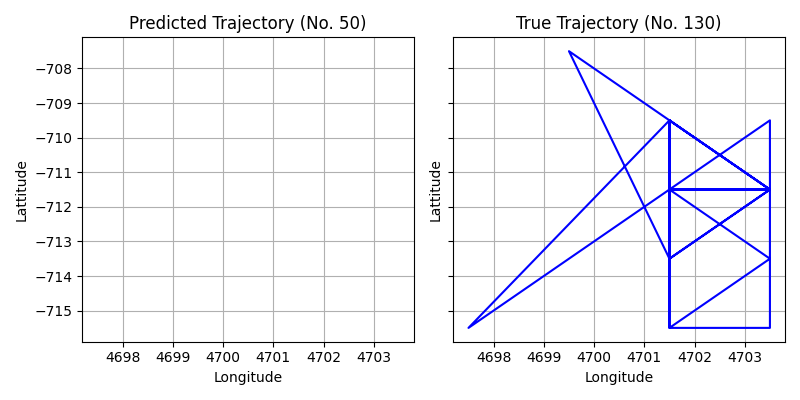 Predicted Trajectory (No. 50)
True Trajectory (No. 130)
Lattitude
−708
−709
−710
−711
−712
−713
−714
−715
4698 4699 4700 4701 4702 4703
Longitude
Lattitude
4698 4699 4700 4701 4702 4703
Longitude